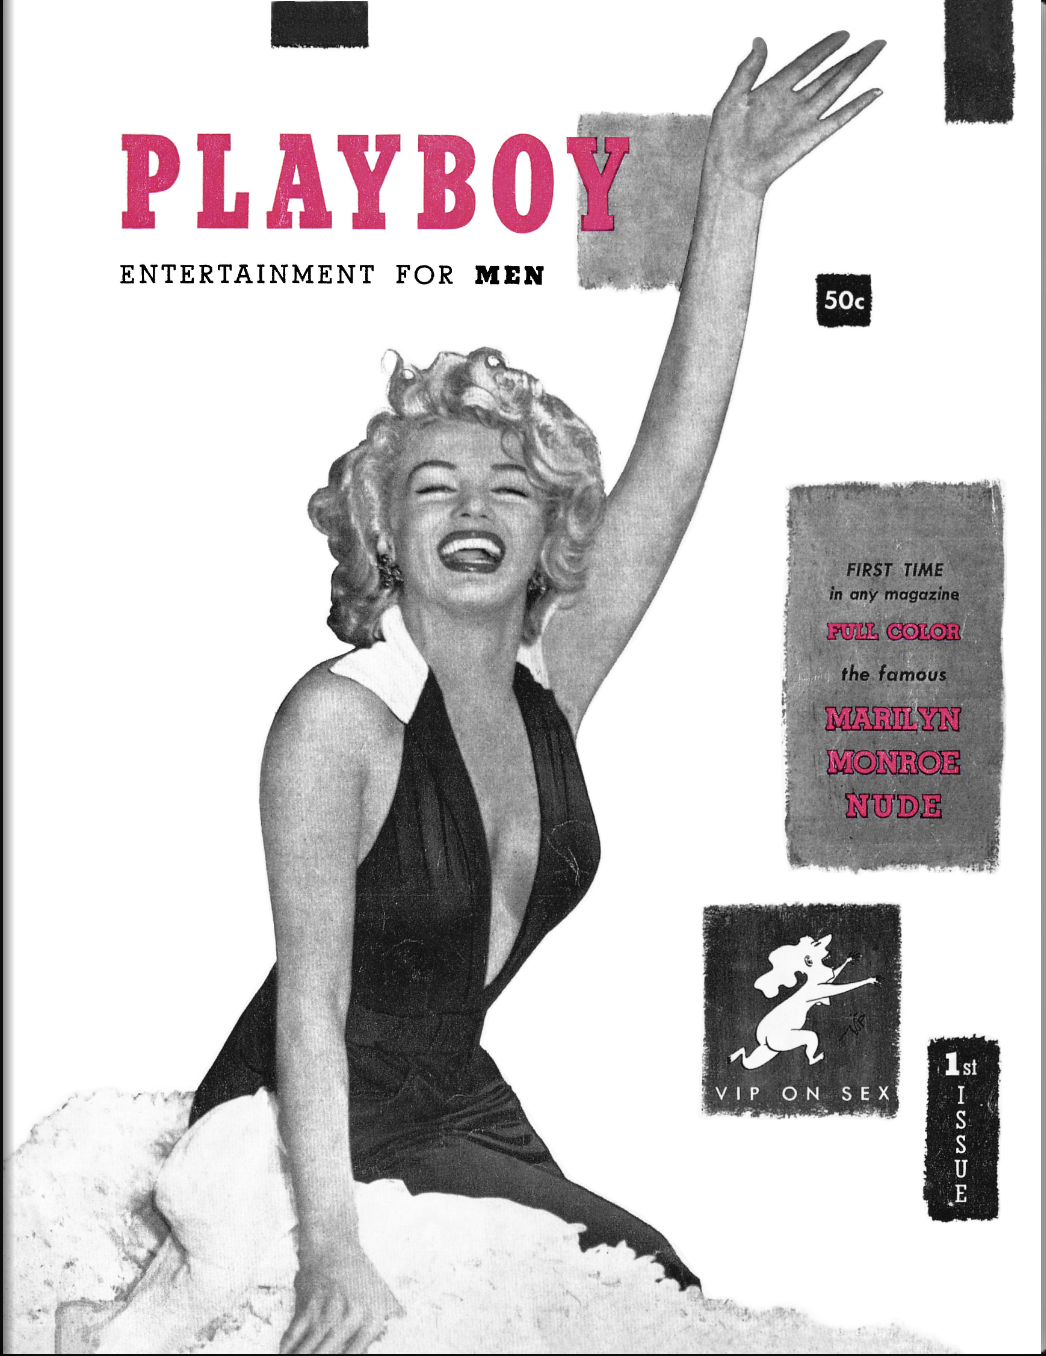 PLAYBOY
ENTERTAINMENT FOR MEN
50c
FIRST TIME
in any magazine
FULL COLOR
the famous
MARILYN
MONROE
NUDE
VIP ON SEX
1st
ISSUE